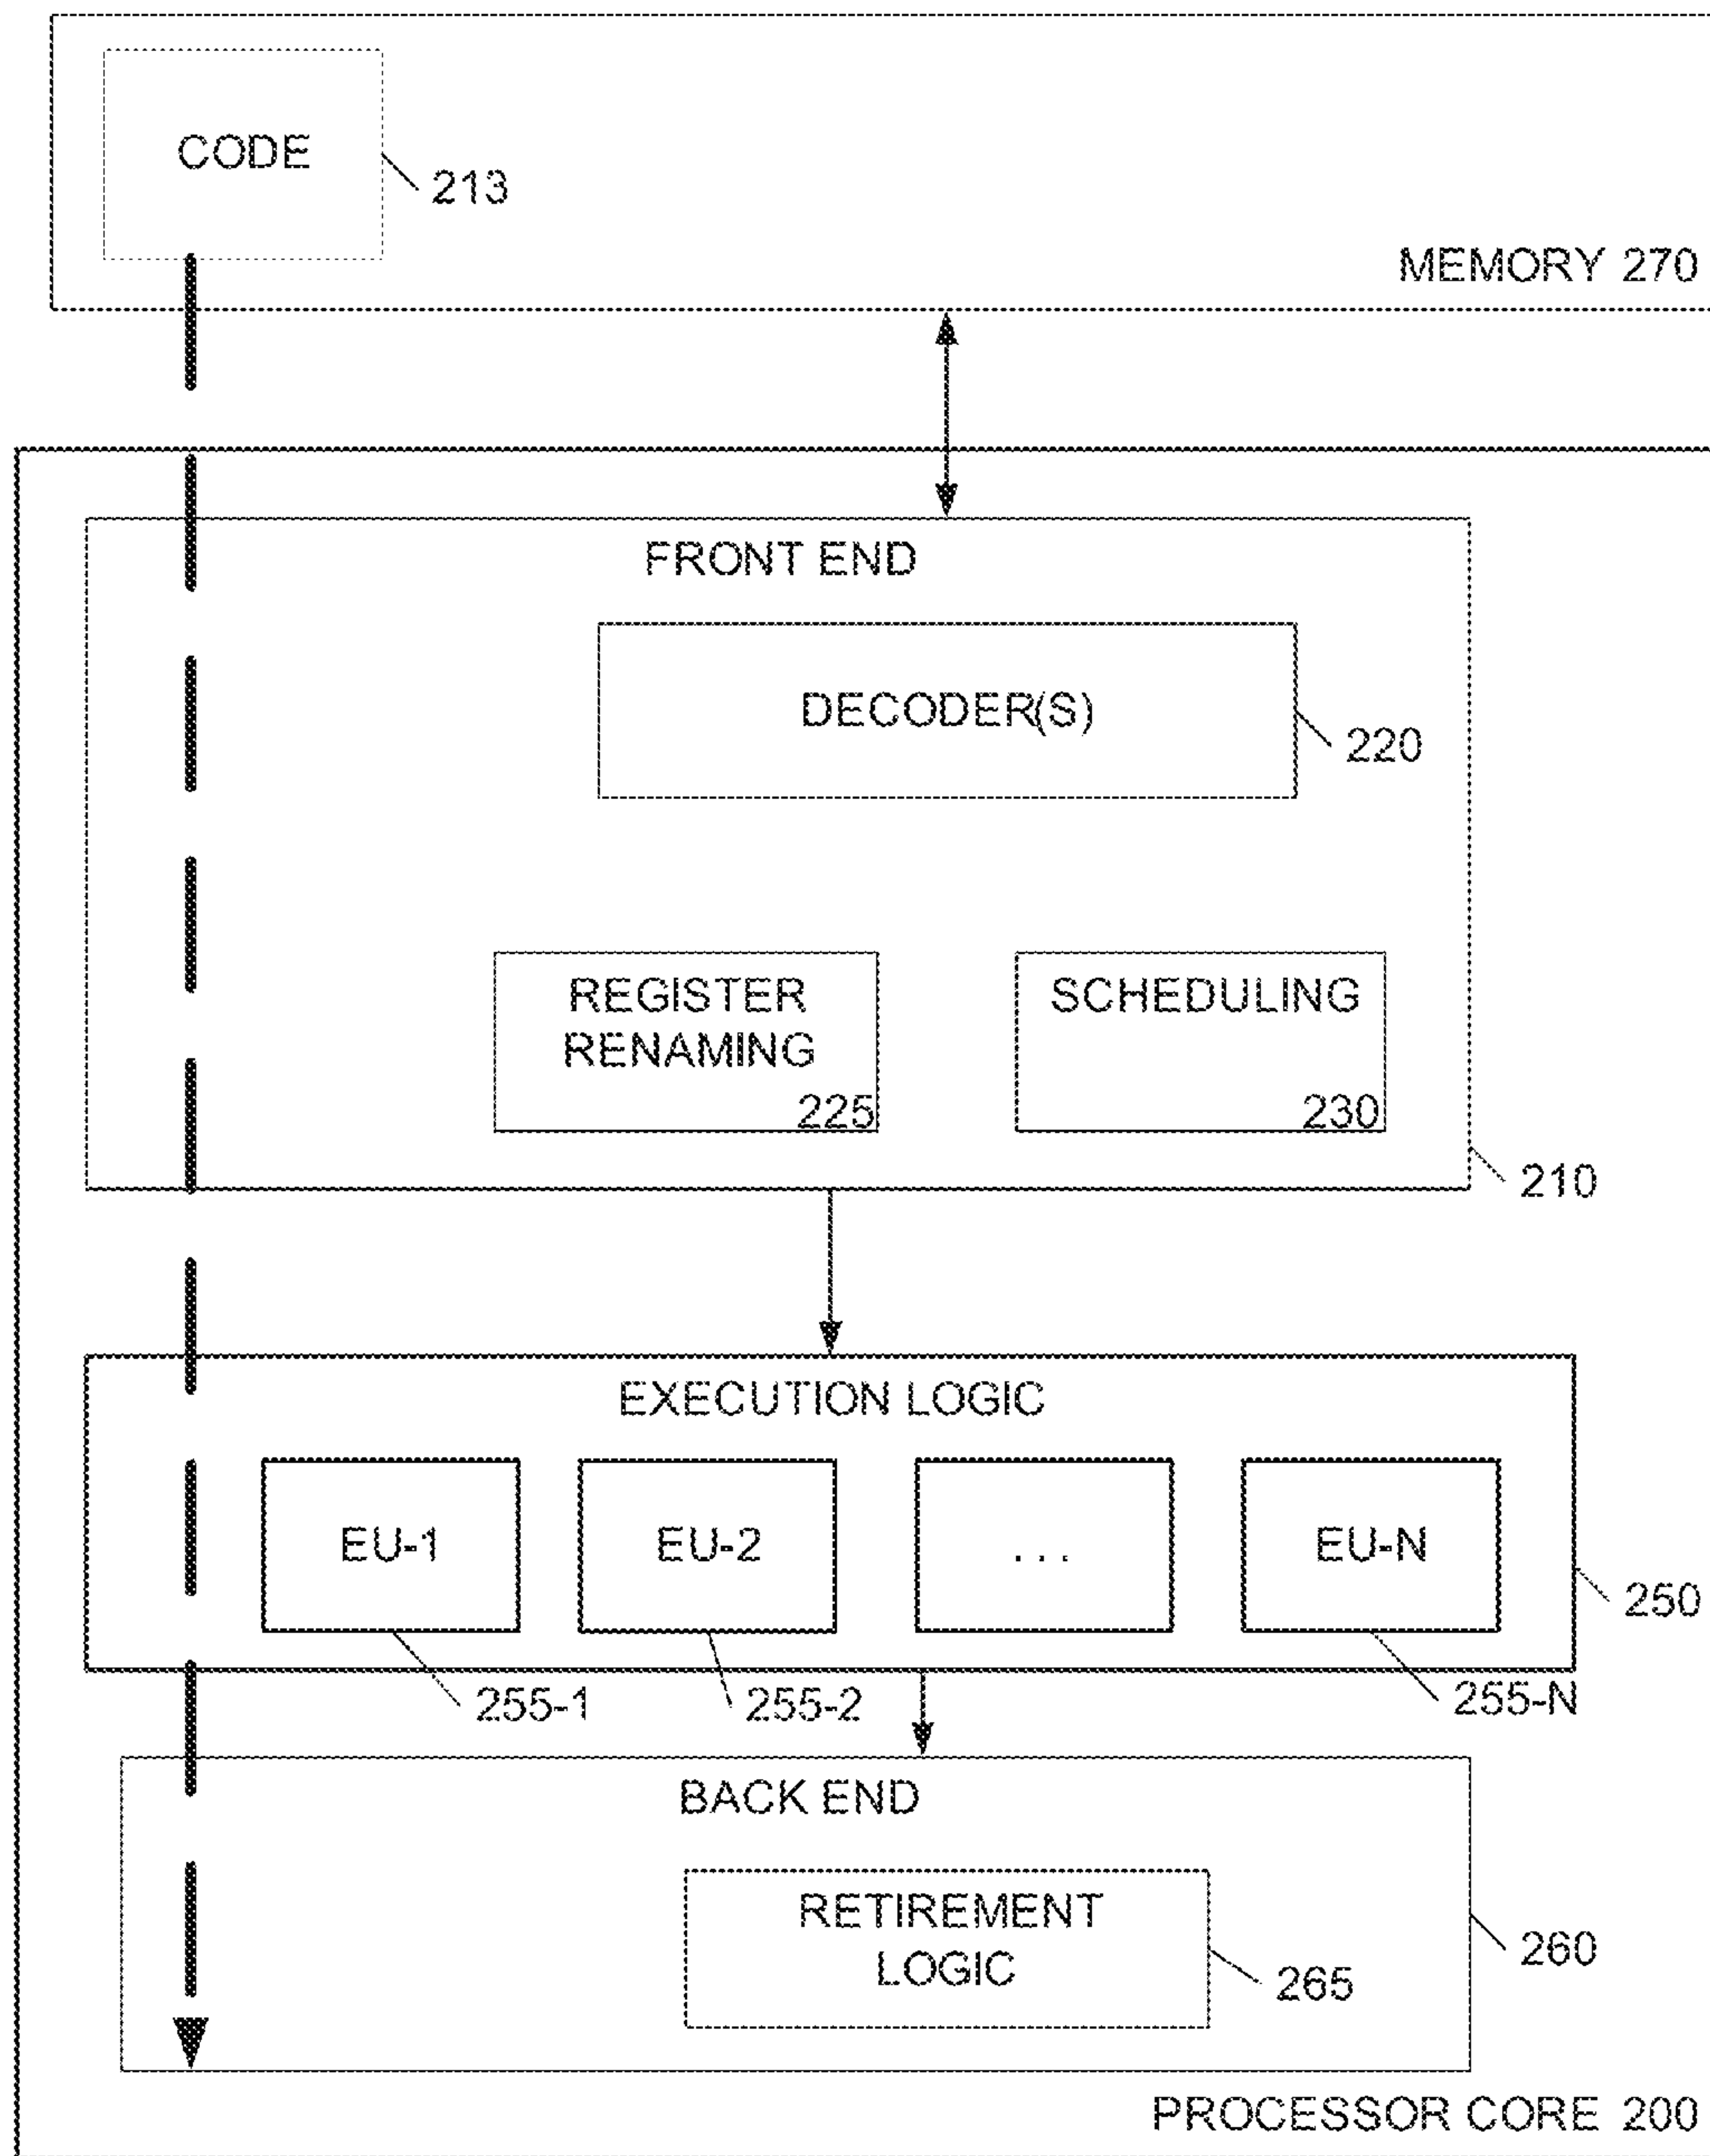 CODE
213
MEMORY 270
FRONT END
DECODER(S)
220
REGISTER
RENAMING
225
SCHEDULING
230
210
EXECUTION LOGIC
EU-1
EU-2
...
EU-N
250
255-1
255-2
255-N
BACK END
RETIREMENT
LOGIC
265
260
PROCESSOR CORE 200